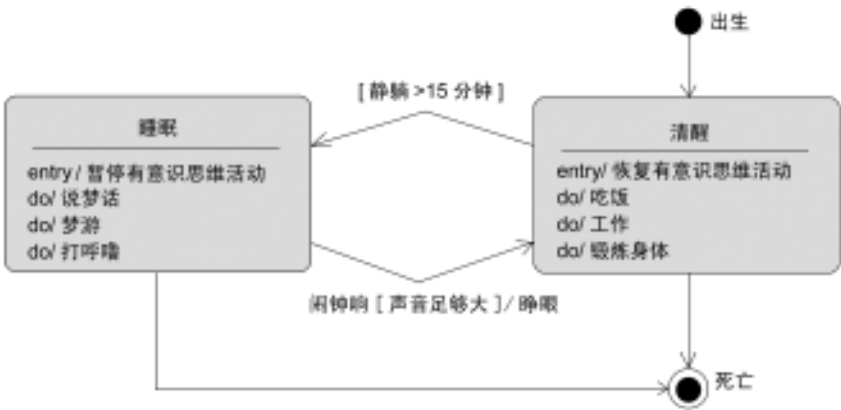 出生
[ 静躺 >15 分钟 ]
睡眠
entry / 暂停有意识思维活动
do/ 说梦话
do/ 梦游
do/ 打呼噜
清醒
entry/ 恢复有意识思维活动
do/ 吃饭
do/ 工作
do/ 锻炼身体
闹钟响 [ 声音足够大 ] / 睁眼
死亡